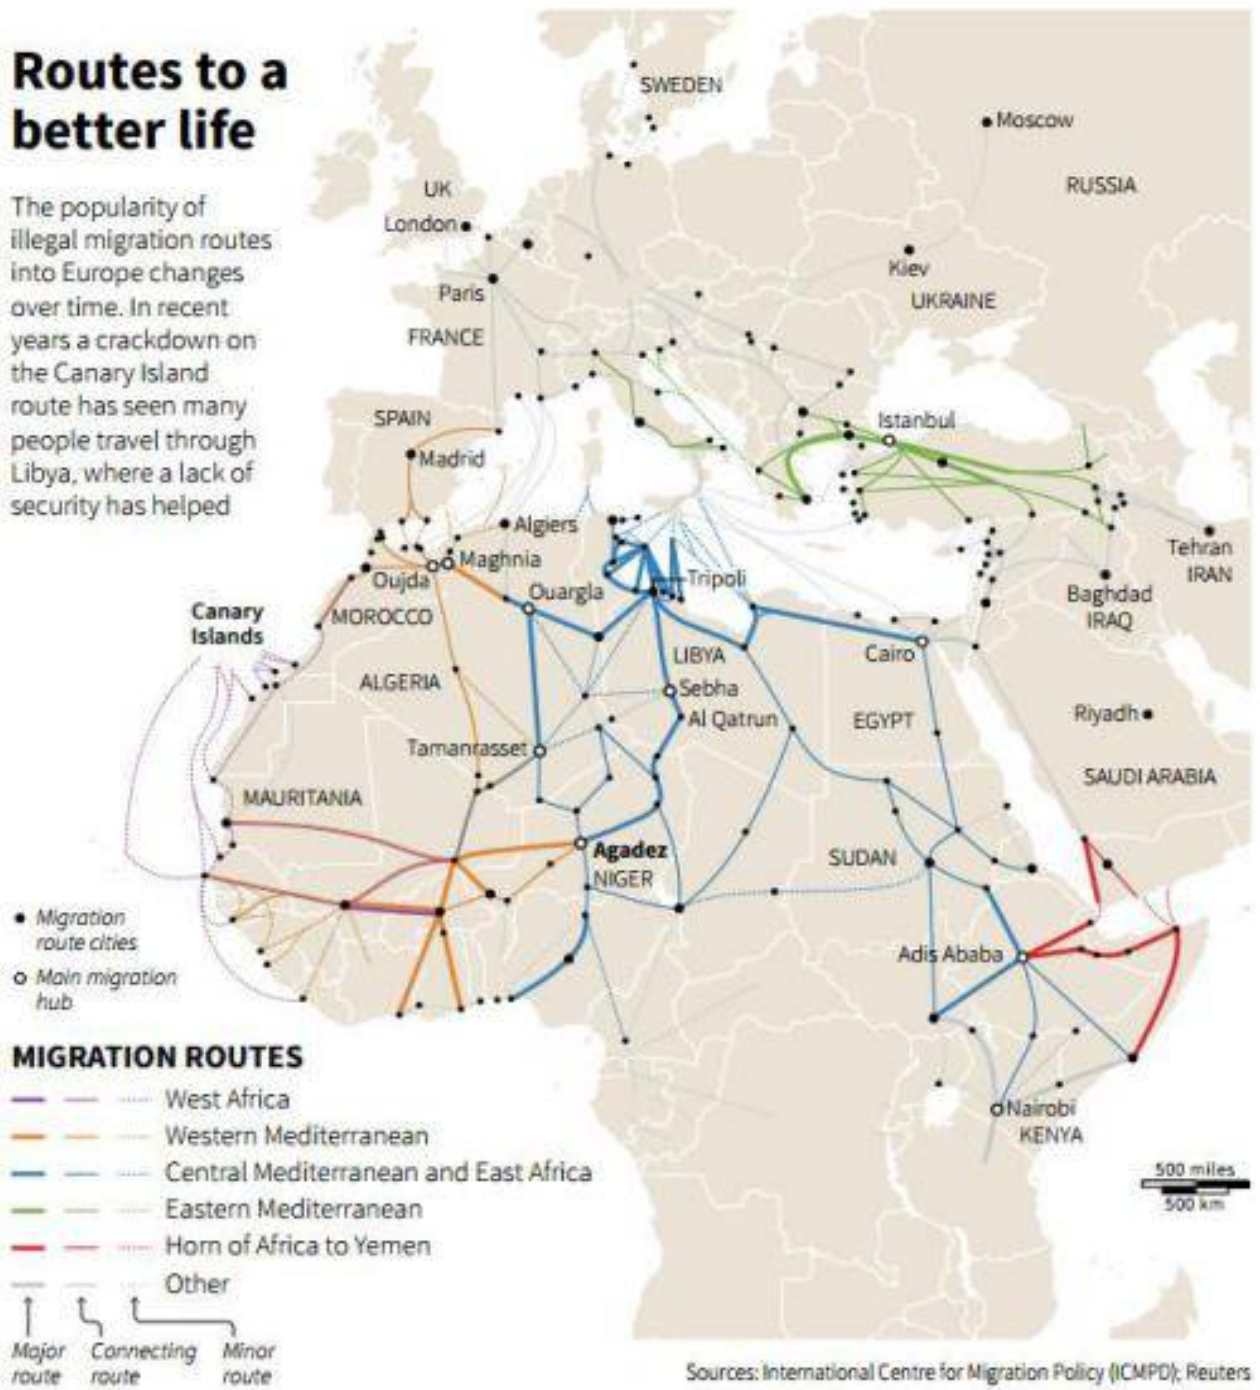 Routes to a
better life
The popularity of
illegal migration routes
into Europe changes
over time. In recent
years a crackdown on
the Canary Island
route has seen many
people travel through
Libya, where a lack of
security has helped
SWEDEN
Moscow
RUSSIA
UK
London
Kiev
UKRAINE
Paris
FRANCE
SPAIN
Madrid
Istanbul
Algiers
Maghnia
Oujda
Tehran
IRAN
Ouargla
Tripoli
Baghdad
IRAQ
Canary
Islands
MOROCCO
LIBYA
Cairo
ALGERIA
Sebha
Al Qatrun
EGYPT
Riyadh
Tamanrasset
SAUDI ARABIA
MAURITANIA
Agadez
NIGER
SUDAN
Adis Ababa
Nairobi
KENYA
Migration
route cities
Main migration
hub
MIGRATION ROUTES
West Africa
Western Mediterranean
Central Mediterranean and East Africa
Eastern Mediterranean
Horn of Africa to Yemen
Other
Major
route
Connecting
route
Minor
route
500 miles
500 km
Sources: International Centre for Migration Policy (ICMPD); Reuters